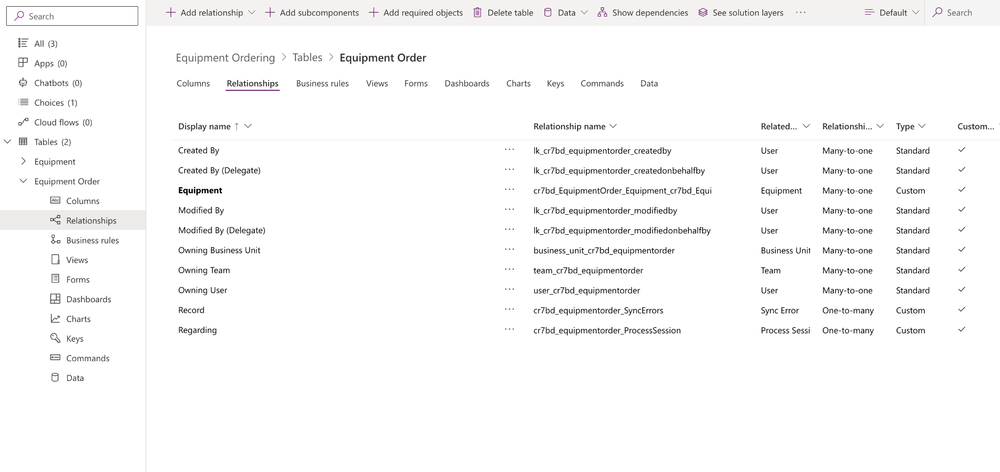 Search
All (3)
Apps (0)
Chatbots (0)
Choices (1)
Cloud flows (0)
Tables (2)
Equipment
Equipment Order
Abc Columns
Relationships
Business rules
Views
Forms
Dashboards
Charts
Keys
Commands
Data
Add relationship Add subcomponents Add required objects Delete table Data Show dependencies See solution layers ··· Default Search
Equipment Ordering > Tables > Equipment Order
Columns Relationships Business rules Views Forms Dashboards Charts Keys Commands Data
Display name ↑ Relationship name Related... Relationshi... Type Custom...
Created By ··· lk_cr7bd_equipmentorder_createdby User Many-to-one Standard ✓
Created By (Delegate) ··· lk_cr7bd_equipmentorder_createdonbehalfby User Many-to-one Standard ✓
Equipment ··· cr7bd_EquipmentOrder_Equipment_cr7bd_Equi Equipment Many-to-one Custom ✓
Modified By ··· lk_cr7bd_equipmentorder_modifiedby User Many-to-one Standard ✓
Modified By (Delegate) ··· lk_cr7bd_equipmentorder_modifiedonbehalfby User Many-to-one Standard ✓
Owning Business Unit ··· business_unit_cr7bd_equipmentorder Business Unit Many-to-one Standard ✓
Owning Team ··· team_cr7bd_equipmentorder Team Many-to-one Standard ✓
Owning User ··· user_cr7bd_equipmentorder User Many-to-one Standard ✓
Record ··· cr7bd_equipmentorder_SyncErrors Sync Error One-to-many Custom ✓
Regarding ··· cr7bd_equipmentorder_ProcessSession Process Sessi One-to-many Custom ✓